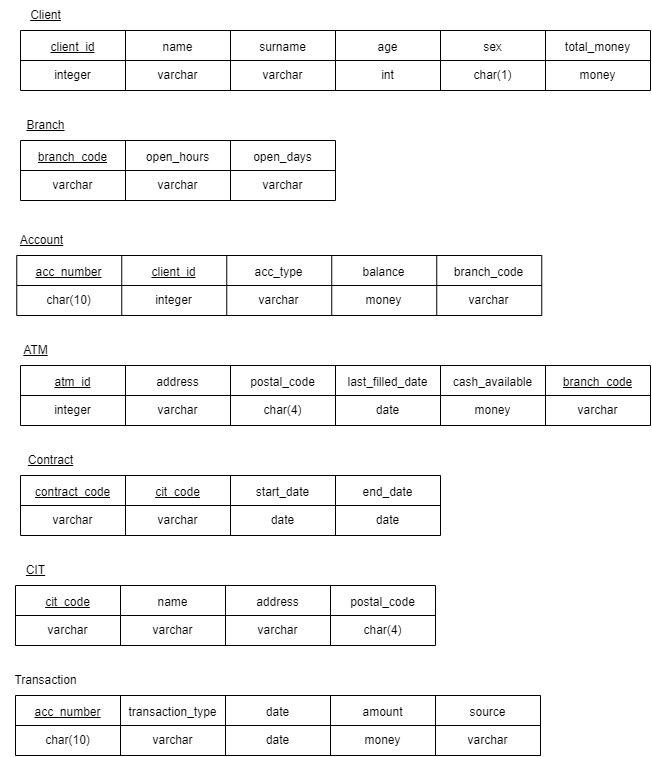 Client
client_id name surname age sex total_money
integer varchar varchar int char(1) money
Branch
branch_code open_hours open_days
varchar varchar varchar
Account
acc_number client_id acc_type balance branch_code
char(10) integer varchar money varchar
ATM
atm_id address postal_code last_filled_date cash_available branch_code
integer varchar char(4) date money varchar
Contract
contract_code cit_code start_date end_date
varchar varchar date date
CIT
cit_code name address postal_code
varchar varchar varchar char(4)
Transaction
acc_number transaction_type date amount source
char(10) varchar date money varchar